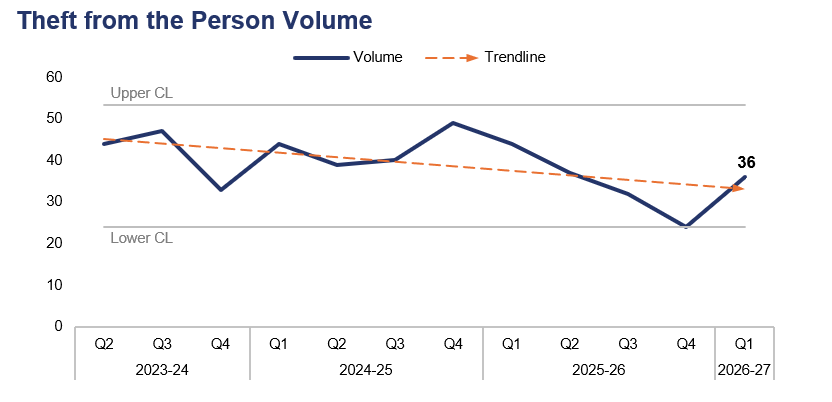 Theft from the Person Volume
Volume Trendline
60
Upper CL
50
40
36
30
20
Lower CL
10
0
Q2 Q3 Q4 Q1 Q2 Q3 Q4 Q1 Q2 Q3 Q4 Q1
2023-24 2024-25 2025-26 2026-27